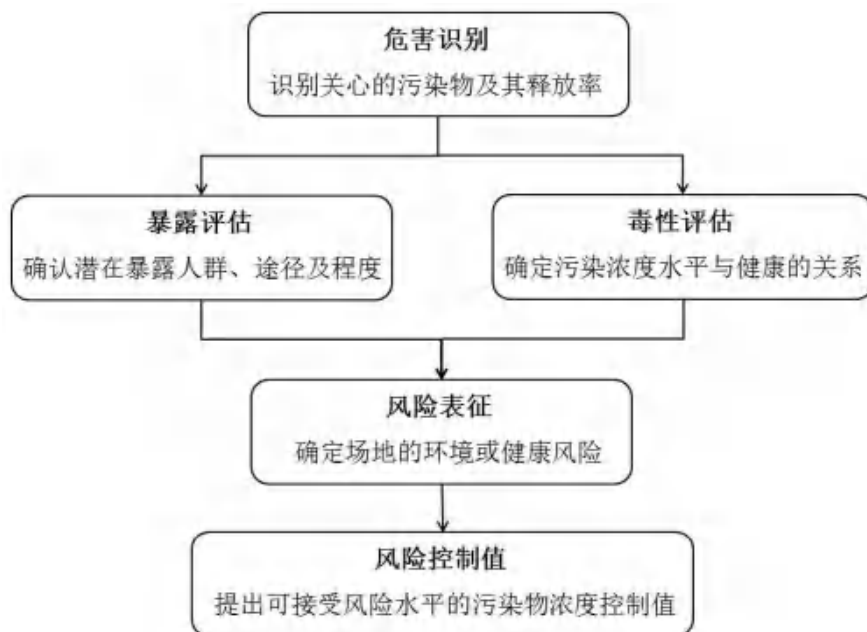 危害识别
识别关心的污染物及其释放率
暴露评估
确认潜在暴露人群、途径及程度
毒性评估
确定污染浓度水平与健康的关系
风险表征
确定场地的环境或健康风险
风险控制值
提出可接受风险水平的污染物浓度控制值